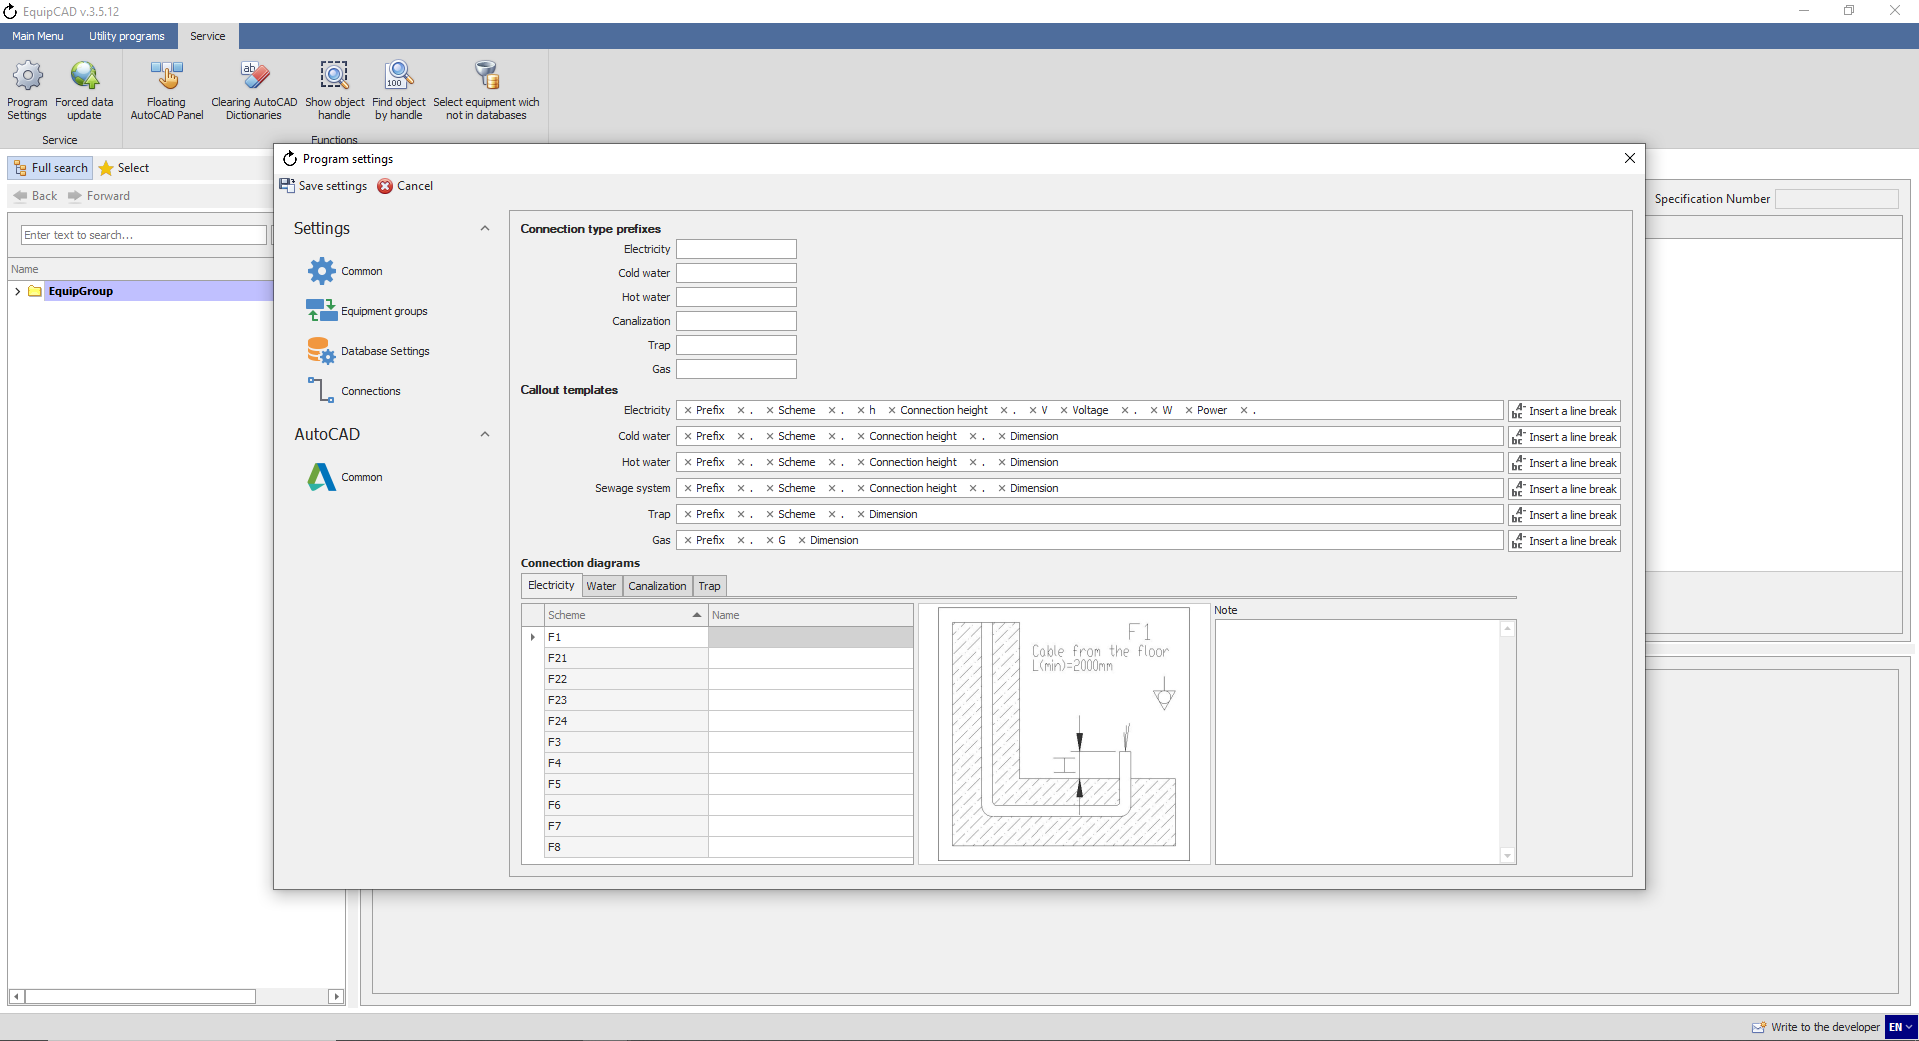 EquipCAD v.3.5.12
Main Menu Utility programs Service
Program Settings
Forced data update
Floating AutoCAD Panel
Clearing AutoCAD Dictionaries
Show object handle
Find object by handle
Select equipment wich not in databases
Service Functions
Full search Select
Back Forward
Enter text to search...
Name
EquipGroup
Specification Number
Program settings
Save settings Cancel
Settings
Common
Equipment groups
Database Settings
Connections
AutoCAD
Common
Connection type prefixes
Electricity
Cold water
Hot water
Canalization
Trap
Gas
Callout templates
Electricity × Prefix × . × Scheme × . × h × Connection height × . × V × Voltage × . × W × Power × . Insert a line break
Cold water × Prefix × . × Scheme × . × Connection height × . × Dimension Insert a line break
Hot water × Prefix × . × Scheme × . × Connection height × . × Dimension Insert a line break
Sewage system × Prefix × . × Scheme × . × Connection height × . × Dimension Insert a line break
Trap × Prefix × . × Scheme × . × Dimension Insert a line break
Gas × Prefix × . × G × Dimension Insert a line break
Connection diagrams
Electricity Water Canalization Trap
Scheme Name
F1
F21
F22
F23
F24
F3
F4
F5
F6
F7
F8
F1
Cable from the floor
L(min)=2000mm
H
Note
Write to the developer EN